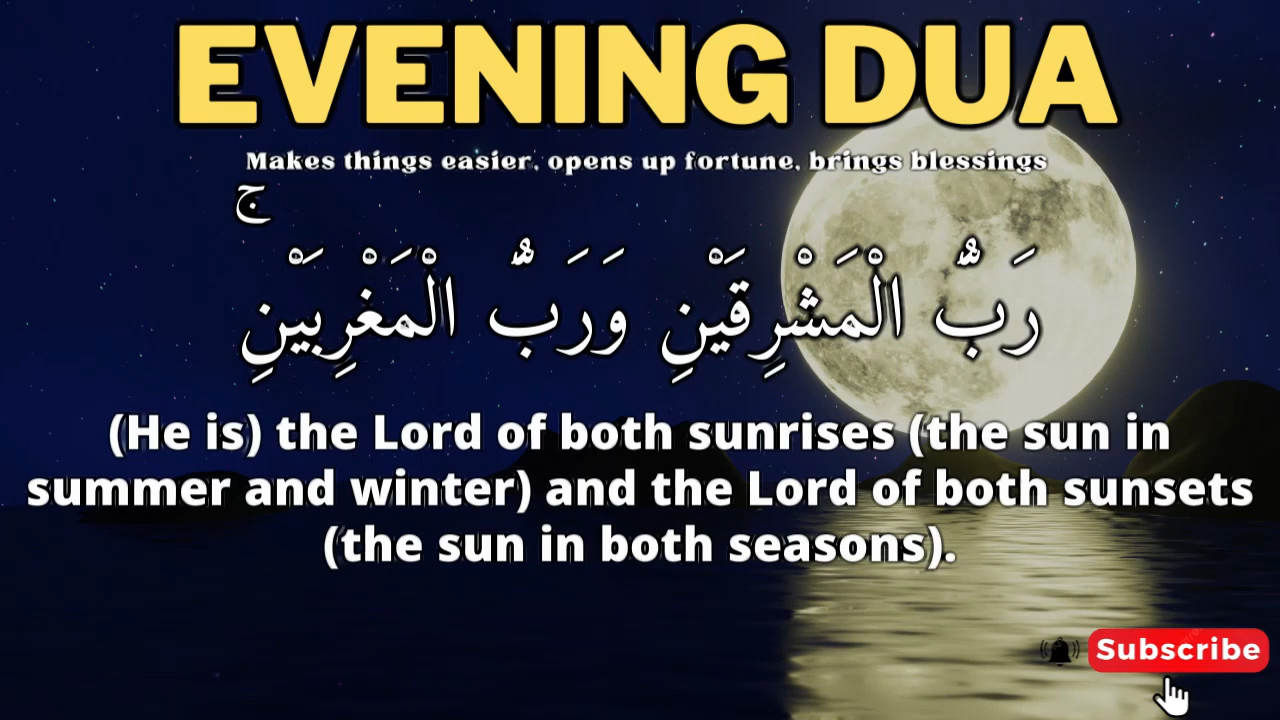 EVENING DUA
Makes things easier, opens up fortune, brings blessings
رَبُّ الْمَشْرِقَيْنِ وَرَبُّ الْمَغْرِبَيْنِ ۚ
(He is) the Lord of both sunrises (the sun in
summer and winter) and the Lord of both sunsets
(the sun in both seasons).
Subscribe